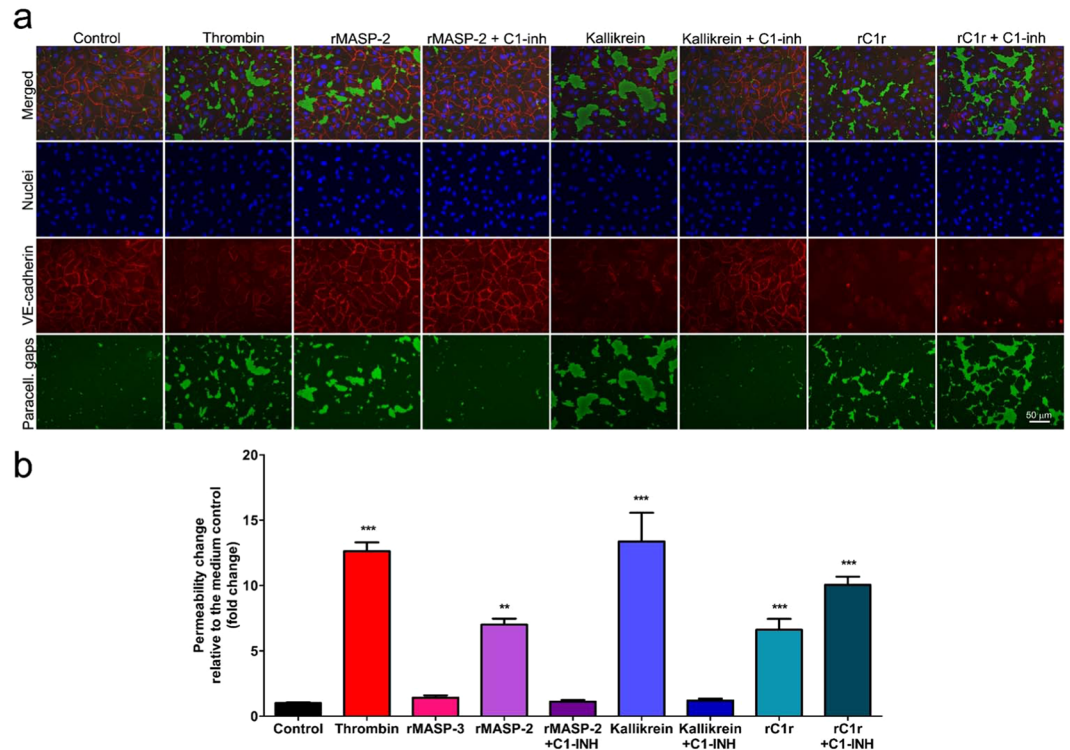 a
Control Thrombin rMASP-2 rMASP-2 + C1-inh Kallikrein Kallikrein + C1-inh rC1r rC1r + C1-inh
Merged
Nuclei
VE-cadherin
Paracell. gaps
50 µm
b
Permeability change
relative to the medium control
(fold change)
20
15
10
5
0
***
**
***
***
***
Control Thrombin rMASP-3 rMASP-2 rMASP-2 Kallikrein Kallikrein rC1r rC1r
+C1-INH +C1-INH +C1-INH